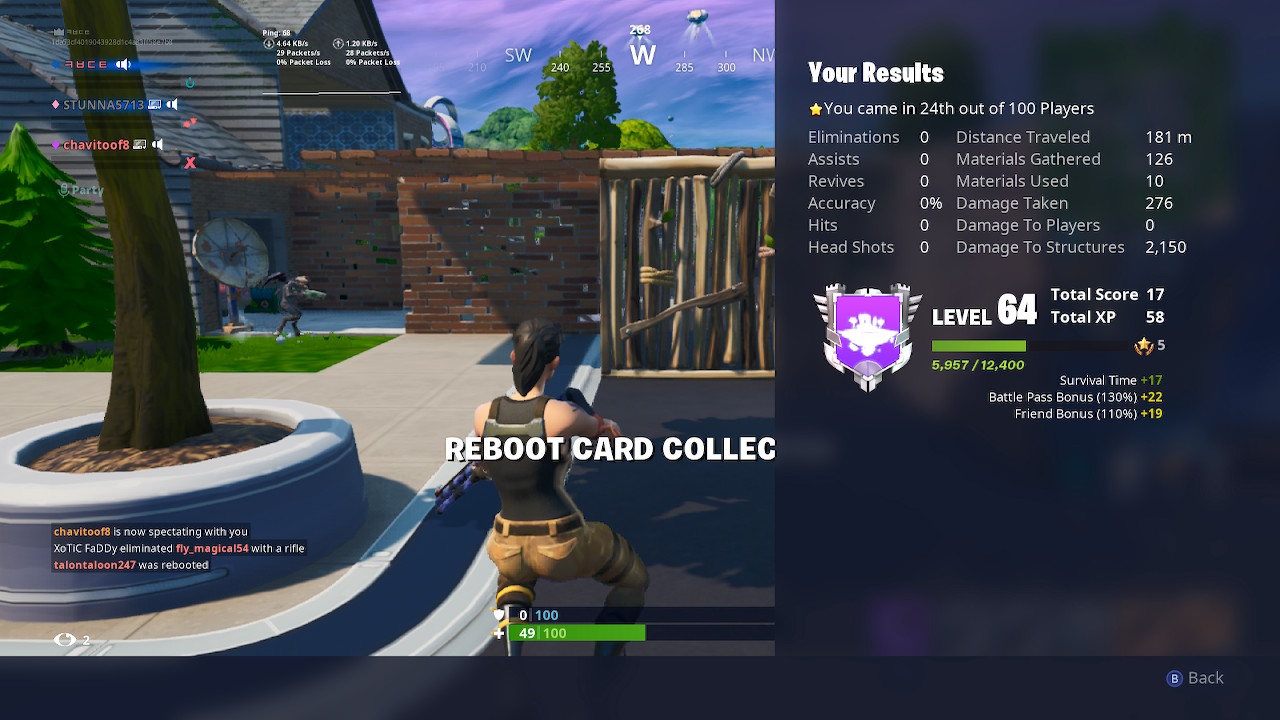 Ping: 68
4.64 KB/s 1.20 KB/s
29 Packets/s 28 Packets/s
0% Packet Loss 0% Packet Loss
268
210 SW 240 255 W 285 300 NW
STUNNA5713
chavitoof8
Party
REBOOT CARD COLLEC
chavitoof8 is now spectating with you
XoTiC FaDDy eliminated fly_magical54 with a rifle
talontaloon247 was rebooted
0 | 100
49 | 100
2
Your Results
You came in 24th out of 100 Players
Eliminations 0 Distance Traveled 181 m
Assists 0 Materials Gathered 126
Revives 0 Materials Used 10
Accuracy 0% Damage Taken 276
Hits 0 Damage To Players 0
Head Shots 0 Damage To Structures 2,150
LEVEL 64
Total Score 17
Total XP 58
5
5,957 / 12,400
Survival Time +17
Battle Pass Bonus (130%) +22
Friend Bonus (110%) +19
B Back